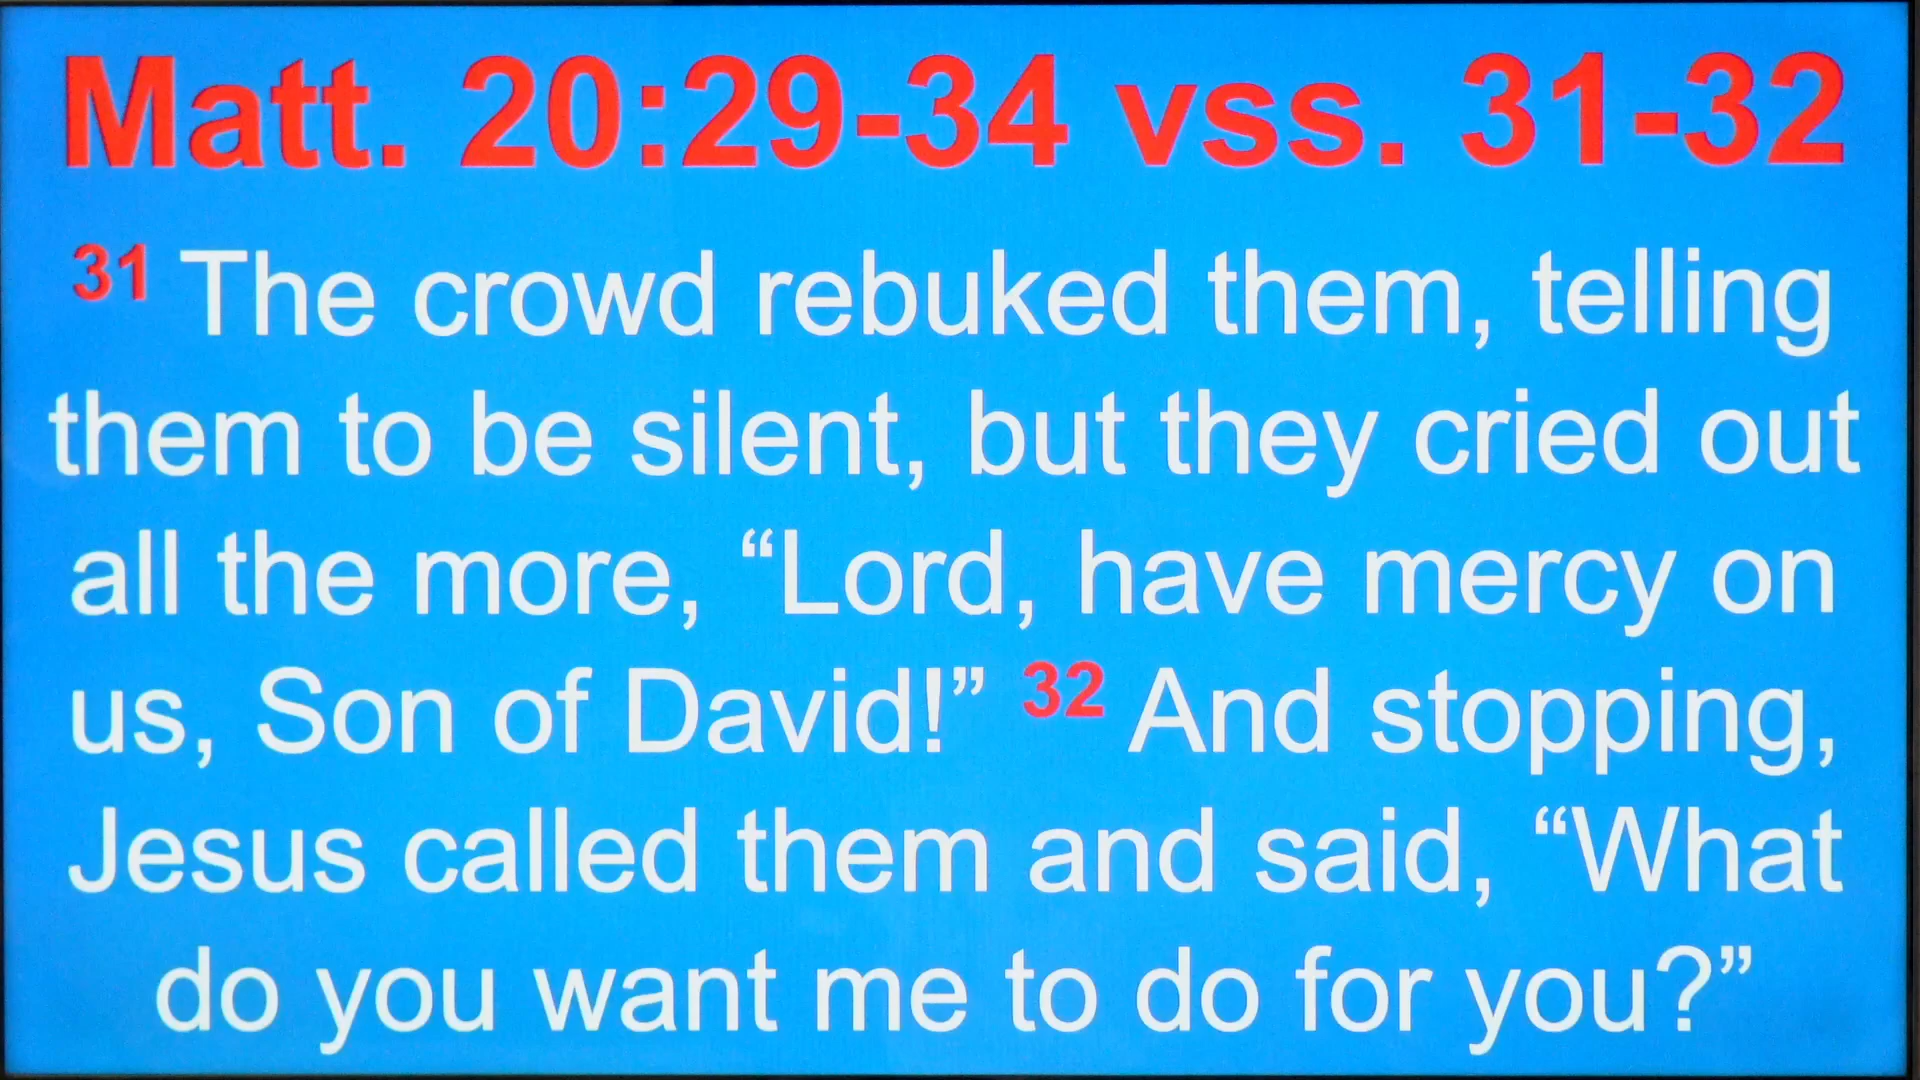 Matt. 20:29-34 vss. 31-32
31 The crowd rebuked them, telling
them to be silent, but they cried out
all the more, “Lord, have mercy on
us, Son of David!” 32 And stopping,
Jesus called them and said, “What
do you want me to do for you?”